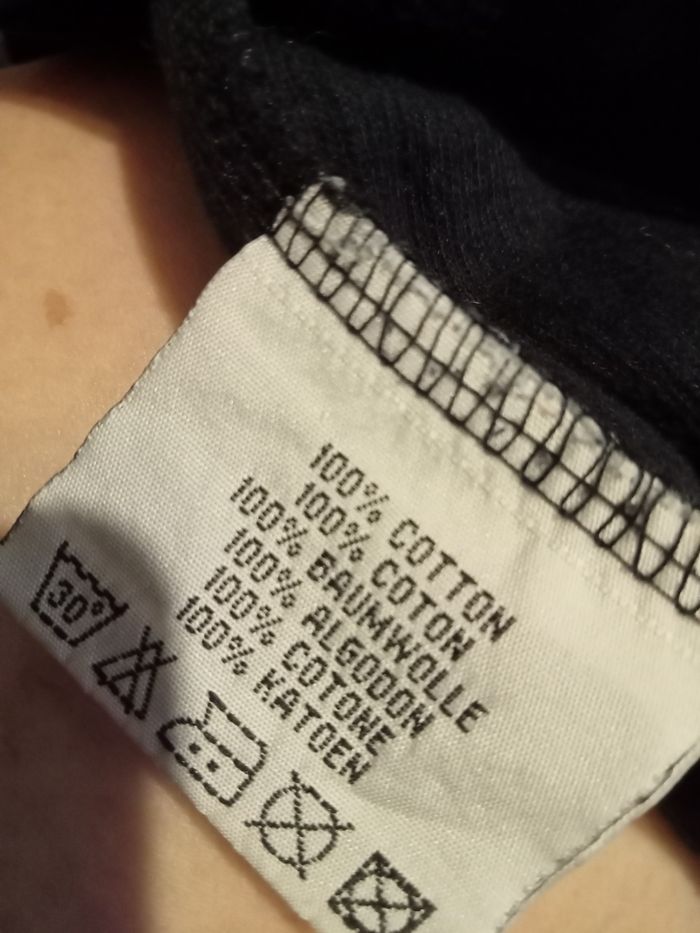 100% COTTON
100% COTON
100% BAUMWOLLE
100% ALGODON
100% COTONE
100% KATOEN
30°